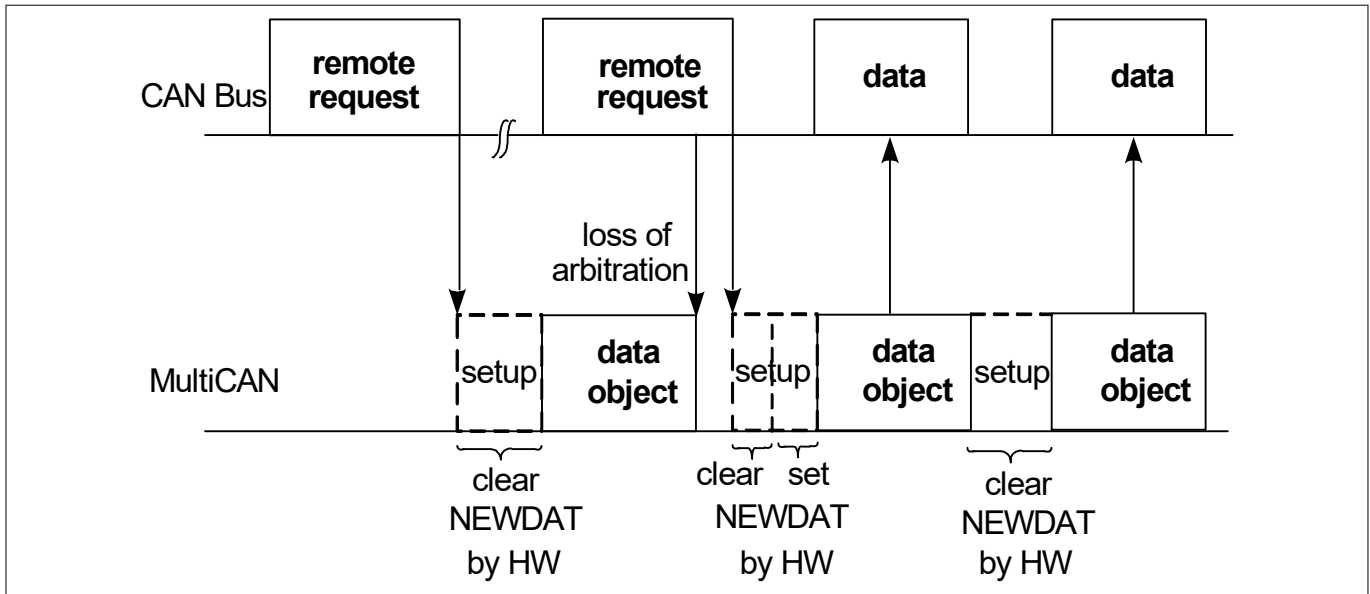 CAN Bus
remote
request
remote
request
data
data
loss of
arbitration
MultiCAN
setup
data
object
setup
data
object
setup
data
object
clear
NEWDAT
by HW
clear set
NEWDAT
by HW
clear
NEWDAT
by HW